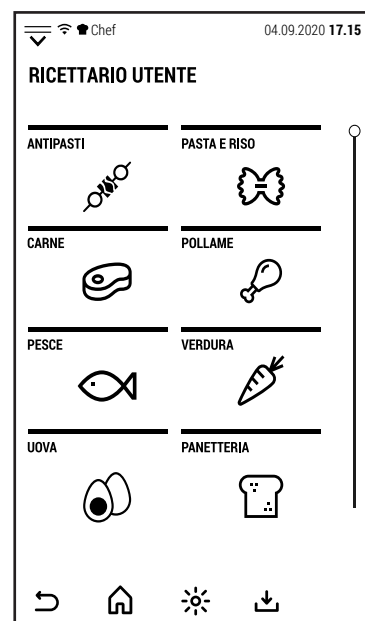 Chef 04.09.2020 17.15
RICETTARIO UTENTE
ANTIPASTI PASTA E RISO
CARNE POLLAME
PESCE VERDURA
UOVA PANETTERIA